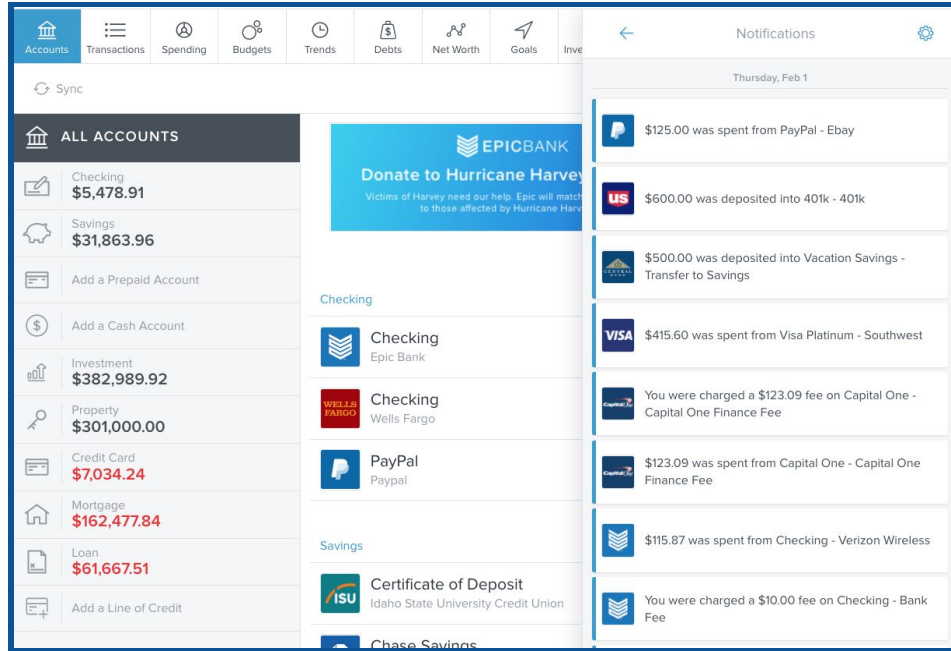 Accounts
Transactions
Spending
Budgets
Trends
Debts
Net Worth
Goals
Inve
Sync
ALL ACCOUNTS
Checking
$5,478.91
Savings
$31,863.96
Add a Prepaid Account
Add a Cash Account
Investment
$382,989.92
Property
$301,000.00
Credit Card
$7,034.24
Mortgage
$162,477.84
Loan
$61,667.51
Add a Line of Credit
EPICBANK
Donate to Hurricane Harvey
Victims of Harvey need our help. Epic will match
to those affected by Hurricane Harv
Checking
Checking
Epic Bank
WELLS
FARGO
Checking
Wells Fargo
PayPal
Paypal
Savings
ISU
Certificate of Deposit
Idaho State University Credit Union
Chase Savings
Notifications
Thursday, Feb 1
$125.00 was spent from PayPal - Ebay
us
$600.00 was deposited into 401k - 401k
CENTRAL
BANK
$500.00 was deposited into Vacation Savings -
Transfer to Savings
VISA
$415.60 was spent from Visa Platinum - Southwest
Capital One
You were charged a $123.09 fee on Capital One -
Capital One Finance Fee
Capital One
$123.09 was spent from Capital One - Capital One
Finance Fee
$115.87 was spent from Checking - Verizon Wireless
You were charged a $10.00 fee on Checking - Bank
Fee